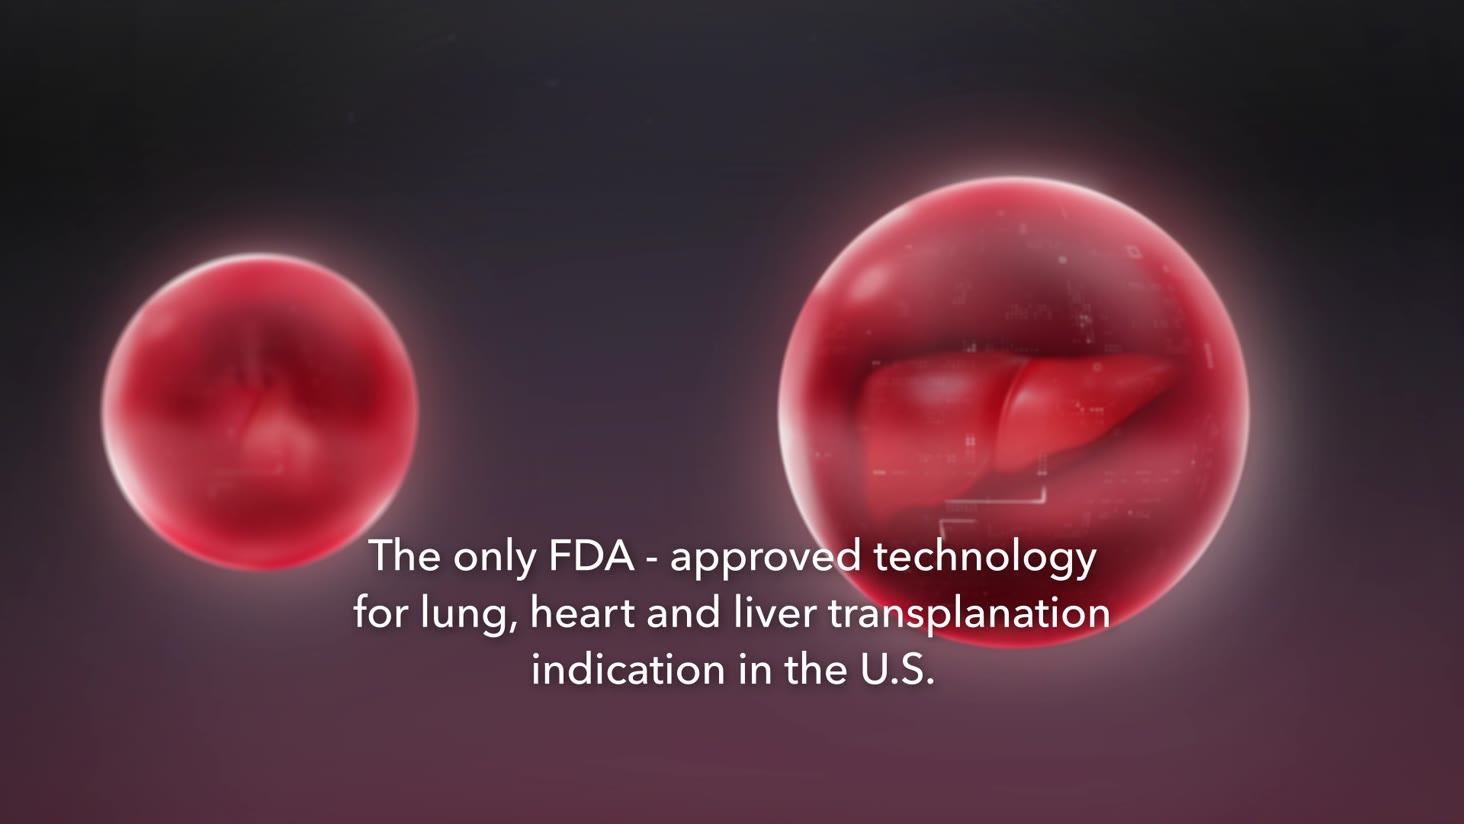 The only FDA - approved technology
for lung, heart and liver transplanation
indication in the U.S.